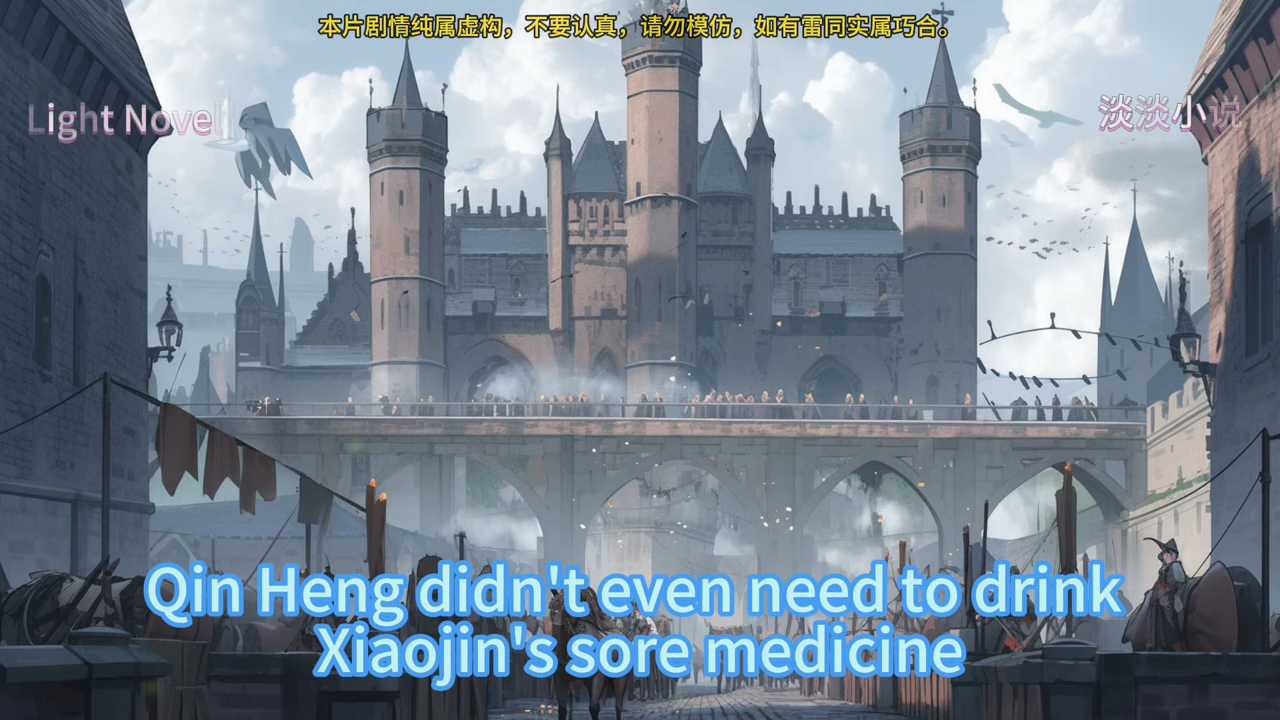 本片剧情纯属虚构，不要认真，请勿模仿，如有雷同实属巧合。
Light Novel
淡淡小说
Qin Heng didn't even need to drink
Xiaojin's sore medicine